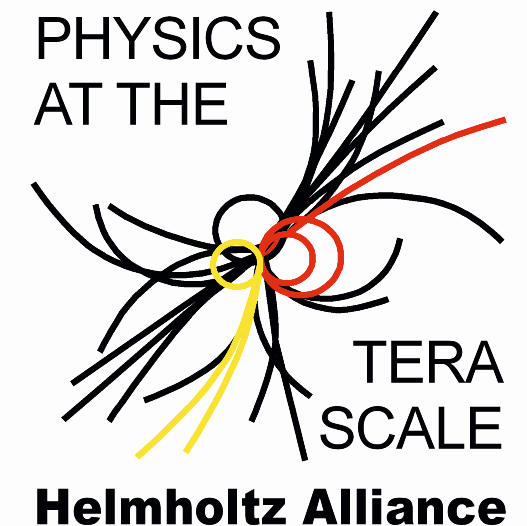 PHYSICS
AT THE
TERA
SCALE
Helmholtz Alliance